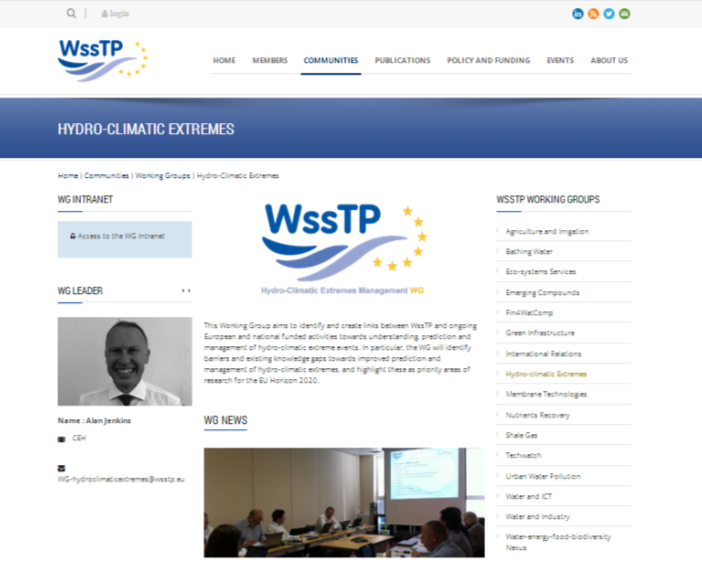 login
WssTP
HOME MEMBERS COMMUNITIES PUBLICATIONS POLICY AND FUNDING EVENTS ABOUT US
HYDRO-CLIMATIC EXTREMES
Home | Communities | Working Groups | Hydro-Climatic Extremes
WG INTRANET
Access to the WG Intranet
WG LEADER
Name : Alan Jenkins
CEH
WG-hydroclimaticextremes@wsstp.eu
WssTP
Hydro-Climatic Extremes Management WG
This Working Group aims to identify and create links between WssTP and ongoing
European and national funded activities towards understanding, prediction and
management of hydro-climatic extreme events. In particular, the WG will identify
barriers and existing knowledge gaps towards improved prediction and
management of hydro-climatic extremes, and highlight these as priority areas of
research for the EU Horizon 2020.
WG NEWS
WSSTP WORKING GROUPS
Agriculture and Irrigation
Bathing Water
Eco-systems Services
Emerging Compounds
Fin4WatComp
Green Infrastructure
International Relations
Hydro-climatic Extremes
Membrane Technologies
Nutrients Recovery
Shale Gas
Techwatch
Urban Water Pollution
Water and ICT
Water and Industry
Water-energy-food-biodiversity
Nexus